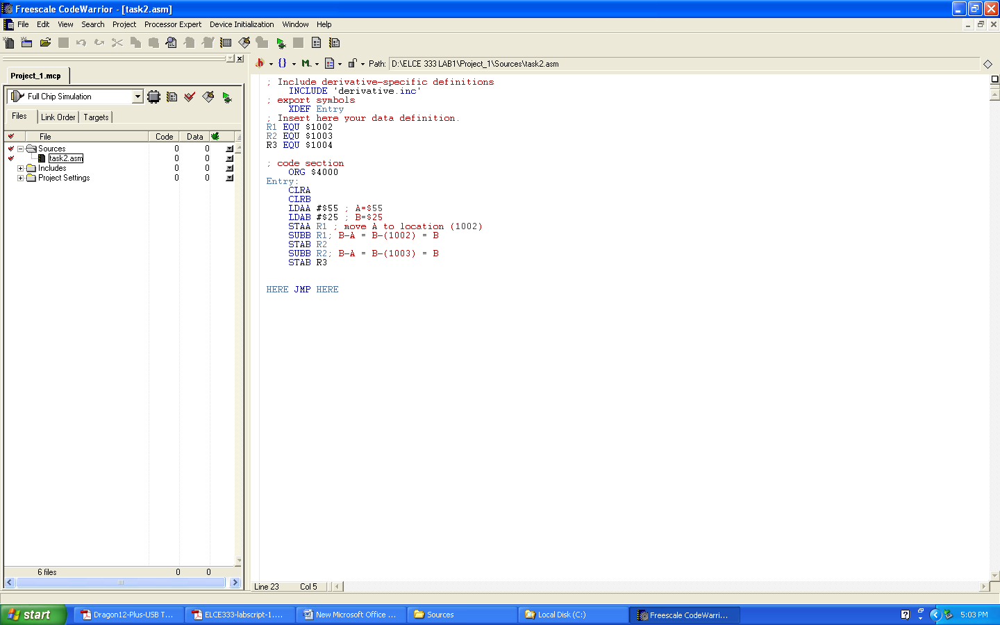 Freescale CodeWarrior - [task2.asm]
File Edit View Search Project Processor Expert Device Initialization Window Help
Path: D:\ELCE 333 LAB1\Project_1\Sources\task2.asm
Project_1.mcp
Full Chip Simulation
Files Link Order Targets
File Code Data
Sources 0 0
task2.asm 0 0
Includes 0 0
Project Settings 0 0
6 files 0 0
; Include derivative-specific definitions
INCLUDE 'derivative.inc'
; export symbols
XDEF Entry
; Insert here your data definition.
R1 EQU $1002
R2 EQU $1003
R3 EQU $1004
; code section
ORG $4000
Entry:
CLRA
CLRB
LDAA #$55 ; A=$55
LDAB #$25 ; B=$25
STAA R1 ; move A to location (1002)
SUBB R1; B-A = B-(1002) = B
STAB R2
SUBB R2; B-A = B-(1003) = B
STAB R3
HERE JMP HERE
Line 23 Col 5
start Dragon12-Plus-USB T... ELCE333-labscript-1.... New Microsoft Office ... Sources Local Disk (C:) Freescale CodeWarri... 5:03 PM